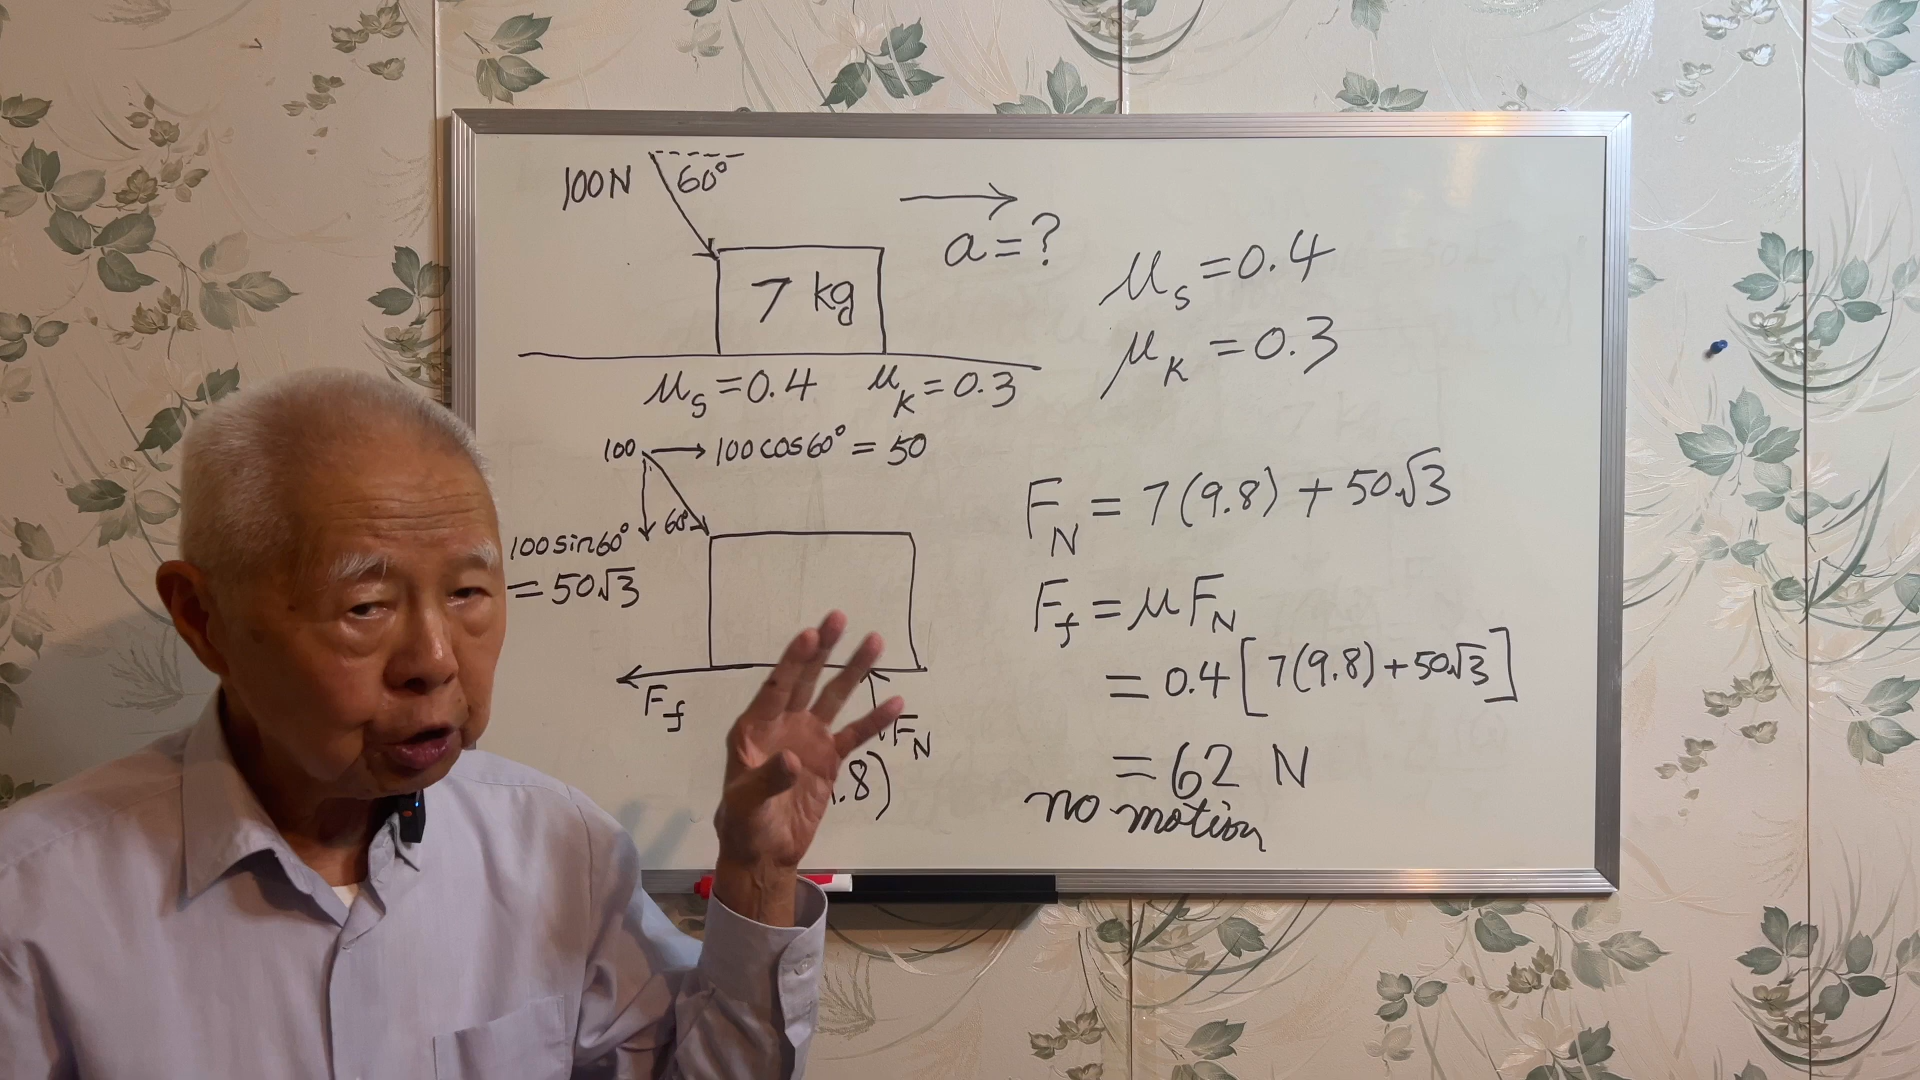 100N 60°
a=?
7 kg
μs=0.4 μK=0.3
μs=0.4
μK=0.3
100 → 100cos60° = 50
60°
100sin60°
=50√3
Ff
FN
.8)
FN = 7(9.8) + 50√3
Ff = μFN
= 0.4[7(9.8)+50√3]
= 62 N
no motion